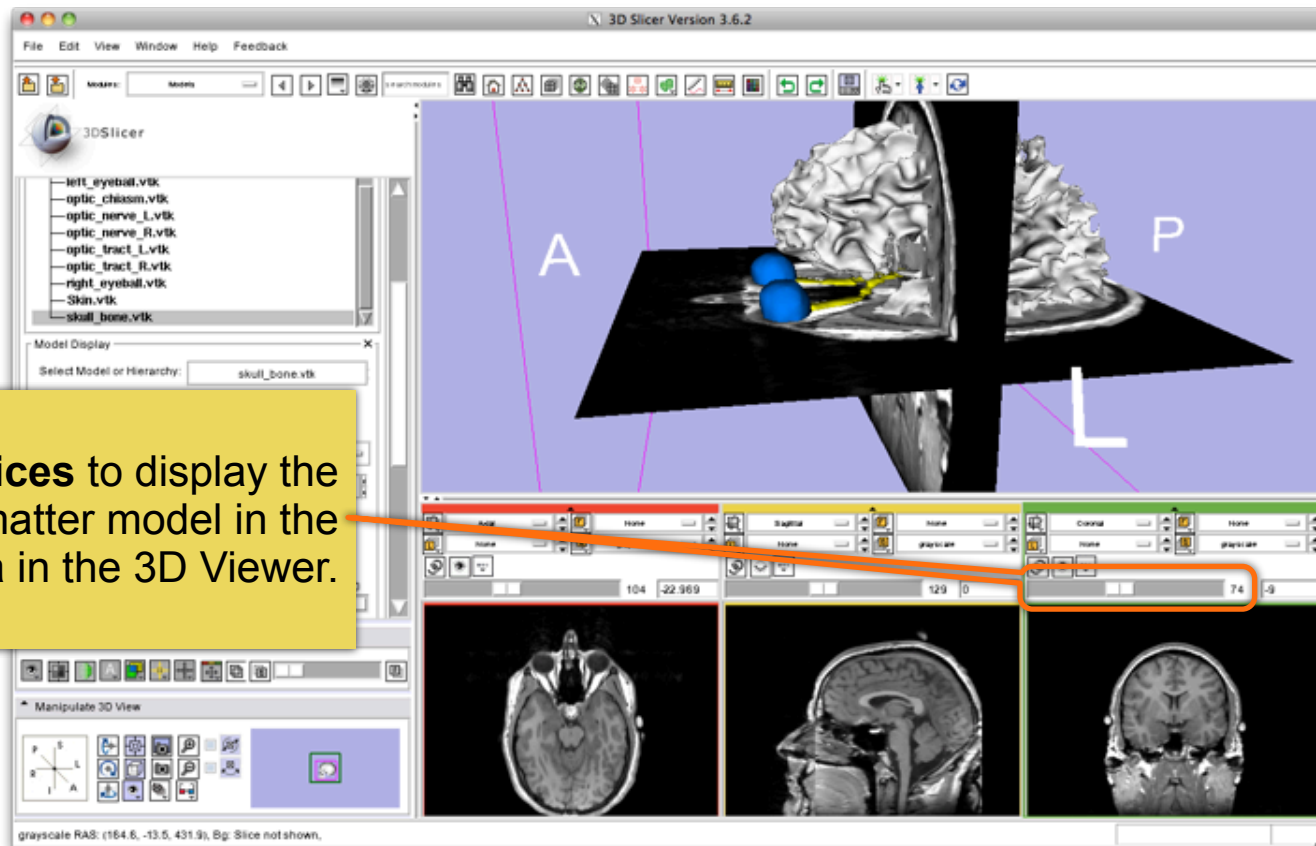 3D Slicer Version 3.6.2
File Edit View Window Help Feedback
Modules: Models search modules
3DSlicer
left_eyeball.vtk
optic_chiasm.vtk
optic_nerve_L.vtk
optic_nerve_R.vtk
optic_tract_L.vtk
optic_tract_R.vtk
right_eyeball.vtk
Skin.vtk
skull_bone.vtk
Model Display
Select Model or Hierarchy: skull_bone.vtk
ices to display the
matter model in the
in the 3D Viewer.
A
P
L
Axial None Sagittal None Coronal None
None None grayscale None grayscale
104 -22.969 129 0 74 -9
Manipulate 3D View
P S
R L
I A
grayscale RAS: (164.6, -13.5, 431.9), Bg: Slice not shown,